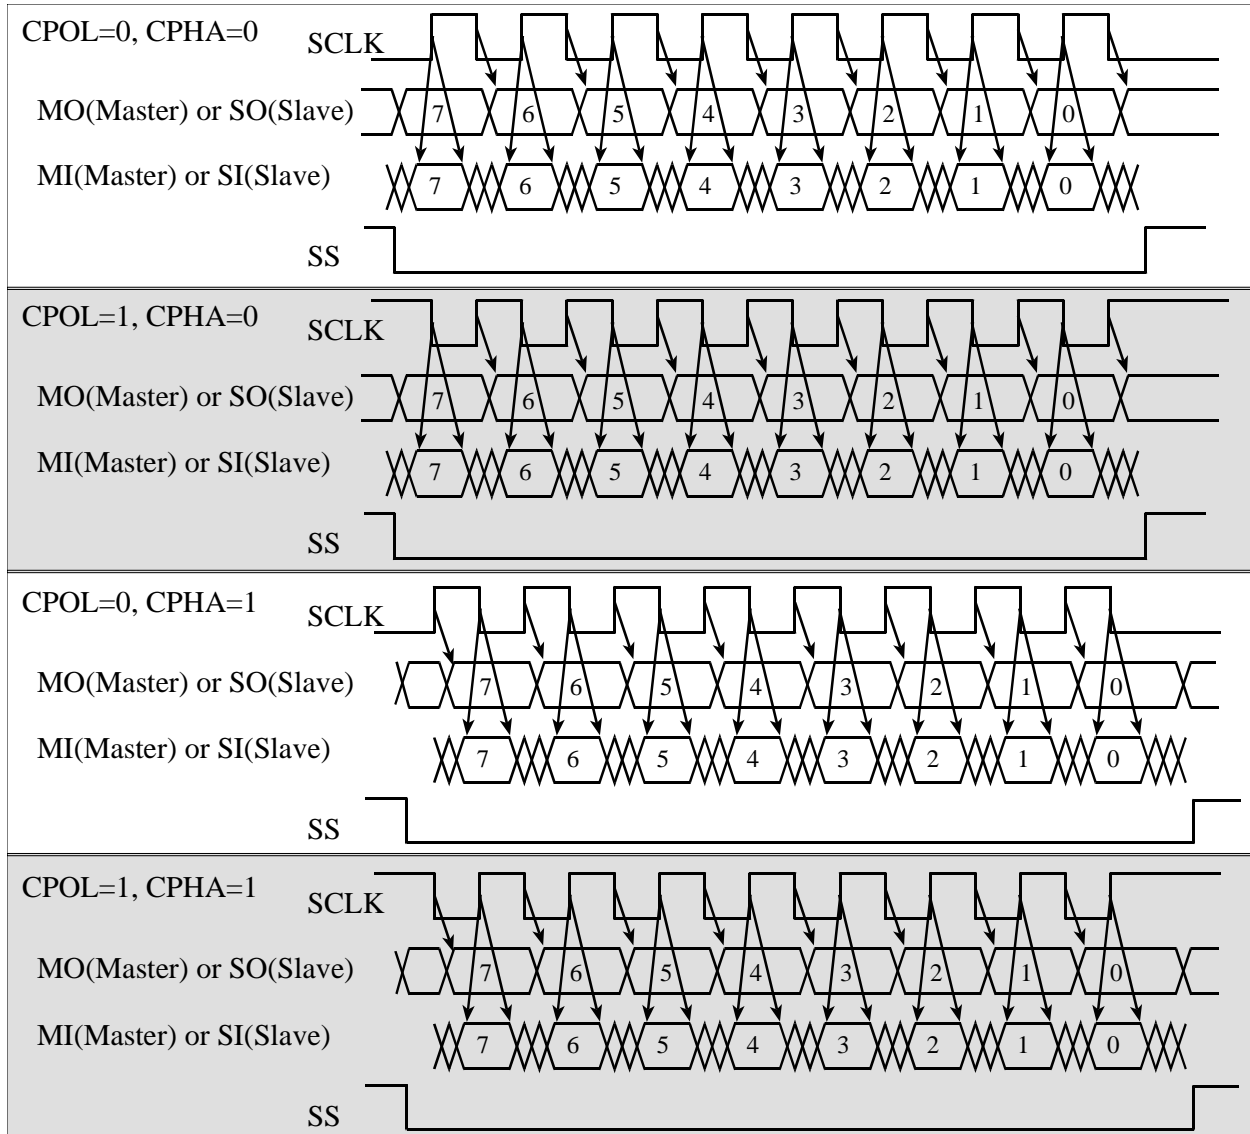 CPOL=0, CPHA=0
SCLK
MO(Master) or SO(Slave)
7 6 5 4 3 2 1 0
MI(Master) or SI(Slave)
7 6 5 4 3 2 1 0
SS
CPOL=1, CPHA=0
SCLK
MO(Master) or SO(Slave)
7 6 5 4 3 2 1 0
MI(Master) or SI(Slave)
7 6 5 4 3 2 1 0
SS
CPOL=0, CPHA=1
SCLK
MO(Master) or SO(Slave)
7 6 5 4 3 2 1 0
MI(Master) or SI(Slave)
7 6 5 4 3 2 1 0
SS
CPOL=1, CPHA=1
SCLK
MO(Master) or SO(Slave)
7 6 5 4 3 2 1 0
MI(Master) or SI(Slave)
7 6 5 4 3 2 1 0
SS